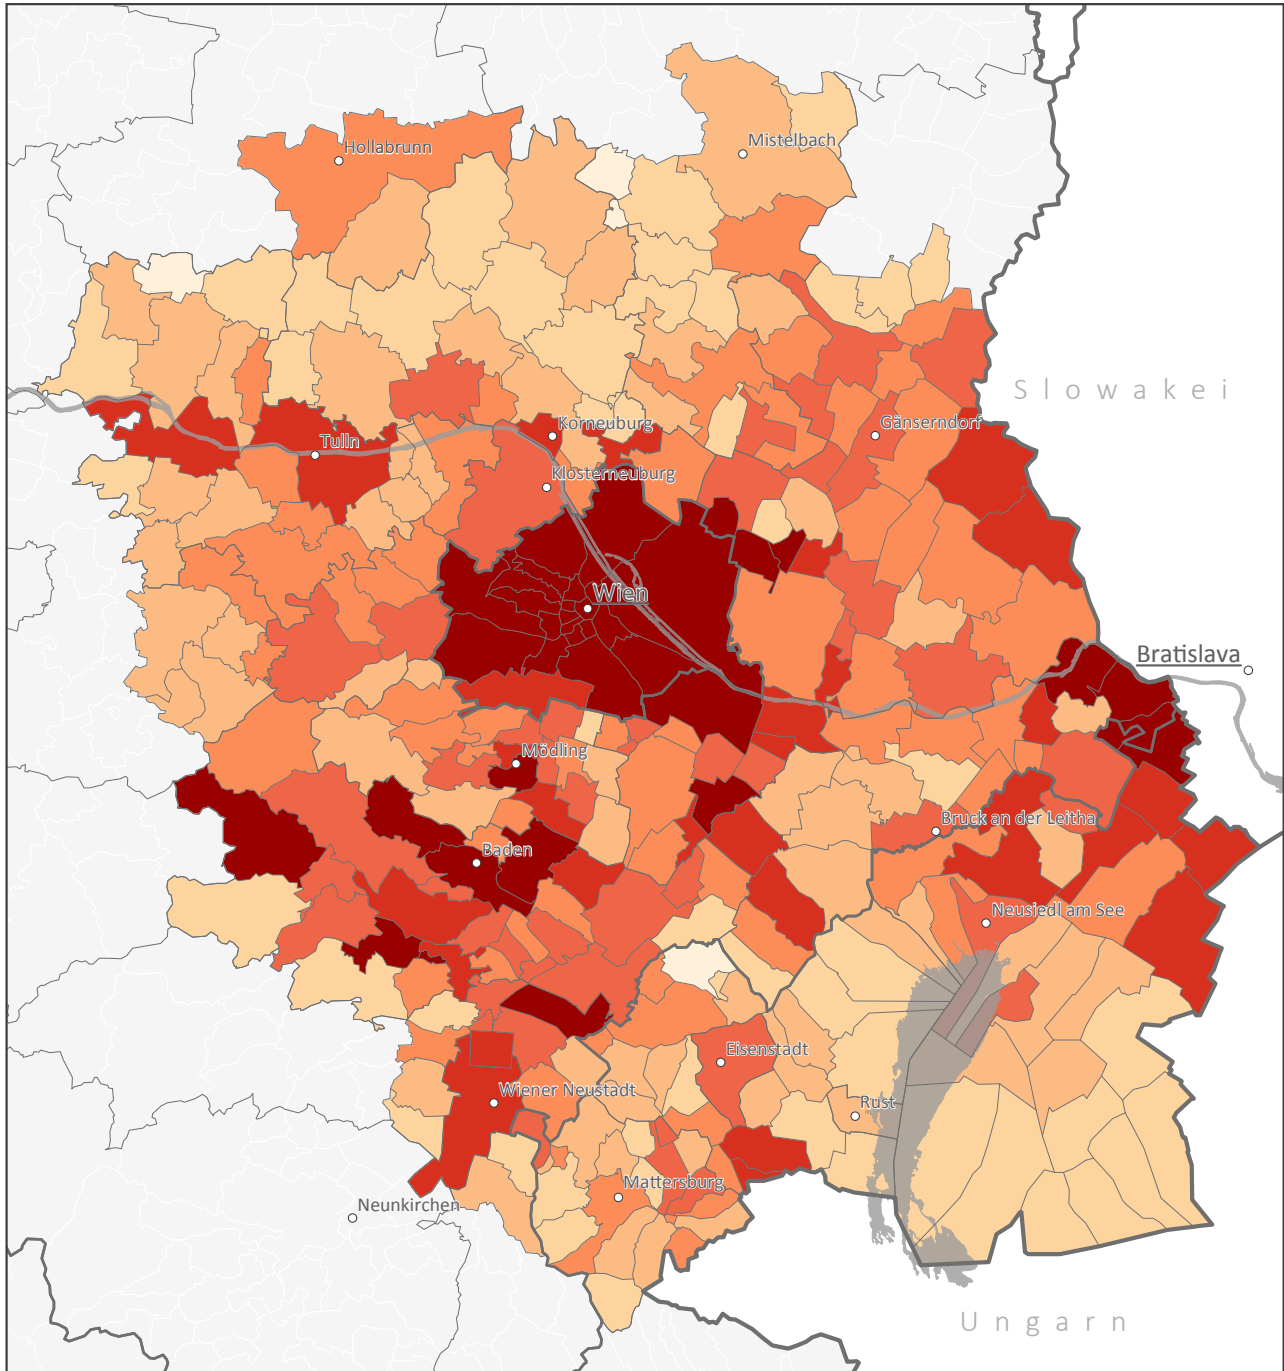 Mistelbach
Hollabrunn
Slowakei
Korneuburg
Gänserndorf
Tulln
Klosterneuburg
Wien
Bratislava
Mödling
Bruck an der Leitha
Baden
Neusiedl am See
Eisenstadt
Wiener Neustadt
Rust
Mattersburg
Neunkirchen
Ungarn